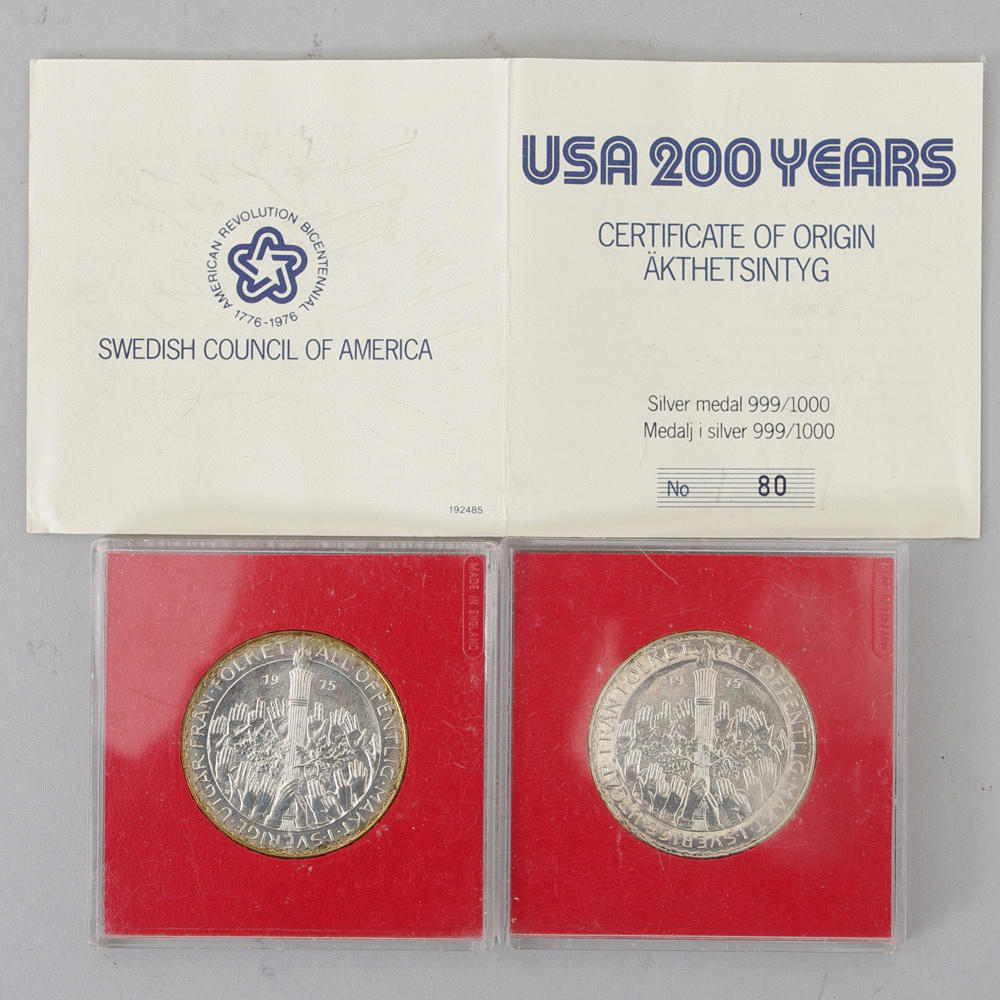 AMERICAN REVOLUTION BICENTENNIAL
1776-1976
SWEDISH COUNCIL OF AMERICA
192485
USA 200 YEARS
CERTIFICATE OF ORIGIN
ÄKTHETSINTYG
Silver medal 999/1000
Medalj i silver 999/1000
No 80
MADE IN ENGLAND
ALL·OFFENTLIG·MAKT·I·SVERIGE·UTGÅR·FRÅN·FOLKET
19 75
ALL·OFFENTLIG·MAKT·I·SVERIGE·UTGÅR·FRÅN·FOLKET
19 75